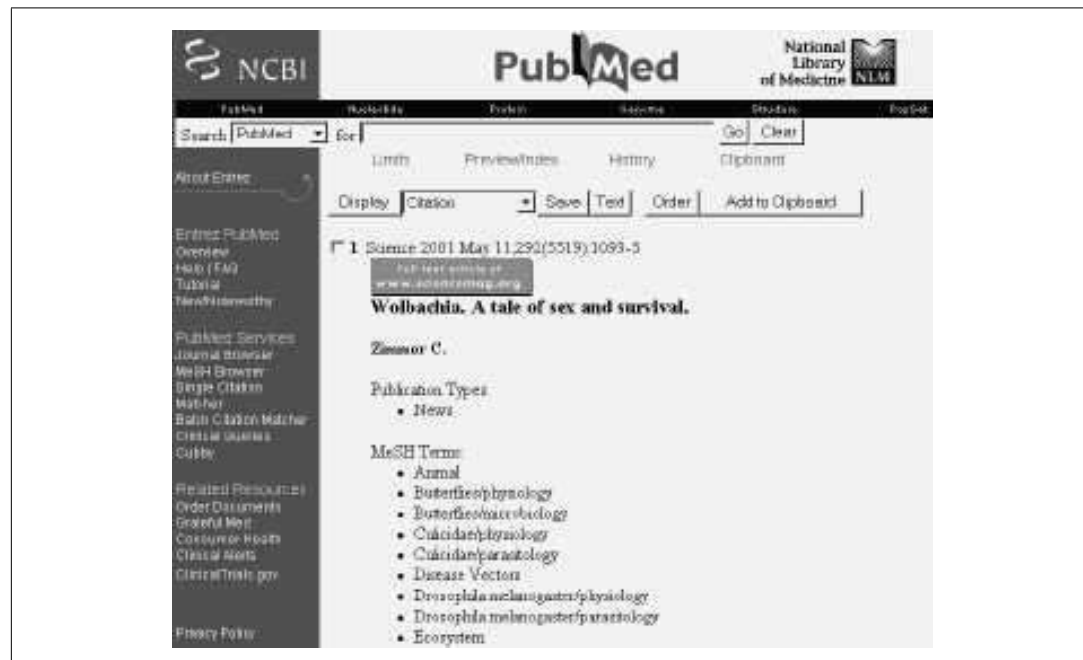 NCBI
PubMed
National
Library
of Medicine
NLM
PubMed Nucleotide Protein Genome Structure PopSet
Search PubMed for Go Clear
Limits Preview/Index History Clipboard
About Entrez
Display Citation Save Text Order Add to Clipboard
Entrez PubMed
Overview
Help | FAQ
Tutorial
New/Noteworthy
PubMed Services
Journal Browser
MeSH Browser
Single Citation
Matcher
Batch Citation Matcher
Clinical Queries
Cubby
Related Resources
Order Documents
Grateful Med
Consumer Health
Clinical Alerts
ClinicalTrials.gov
Privacy Policy
1 Science 2001 May 11;292(5519):1093-5
Full text article at
www.sciencemag.org
Wolbachia. A tale of sex and survival.
Zimmer C.
Publication Types
• News
MeSH Terms:
• Animal
• Butterflies/physiology
• Butterflies/microbiology
• Culicidae/physiology
• Culicidae/parasitology
• Disease Vectors
• Drosophila melanogaster/physiology
• Drosophila melanogaster/parasitology
• Ecosystem